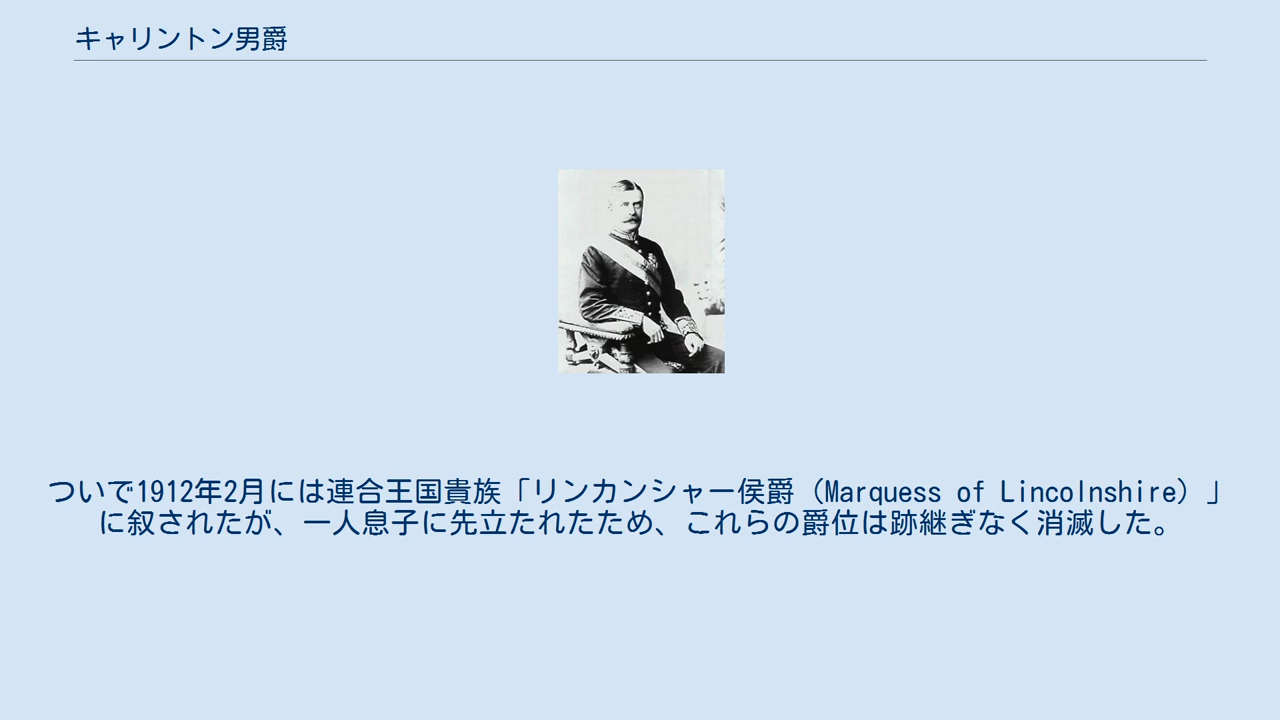 キャリントン男爵
ついで1912年2月には連合王国貴族「リンカンシャー侯爵（Marquess of Lincolnshire）」
に叙されたが、一人息子に先立たれたため、これらの爵位は跡継ぎなく消滅した。